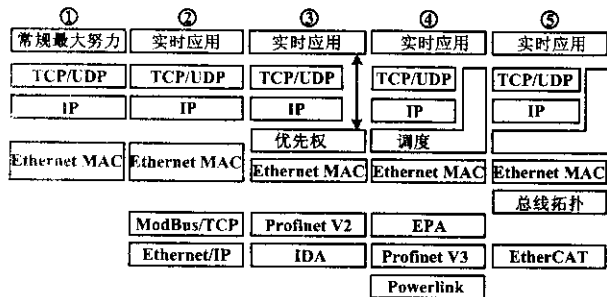 ① ② ③ ④ ⑤
常规最大努力 实时应用 实时应用 实时应用 实时应用
TCP/UDP TCP/UDP TCP/UDP TCP/UDP TCP/UDP
IP IP IP IP IP
优先权 调度
Ethernet MAC Ethernet MAC Ethernet MAC Ethernet MAC Ethernet MAC
总线拓扑
ModBus/TCP Profinet V2 EPA
Ethernet/IP IDA Profinet V3 EtherCAT
Powerlink